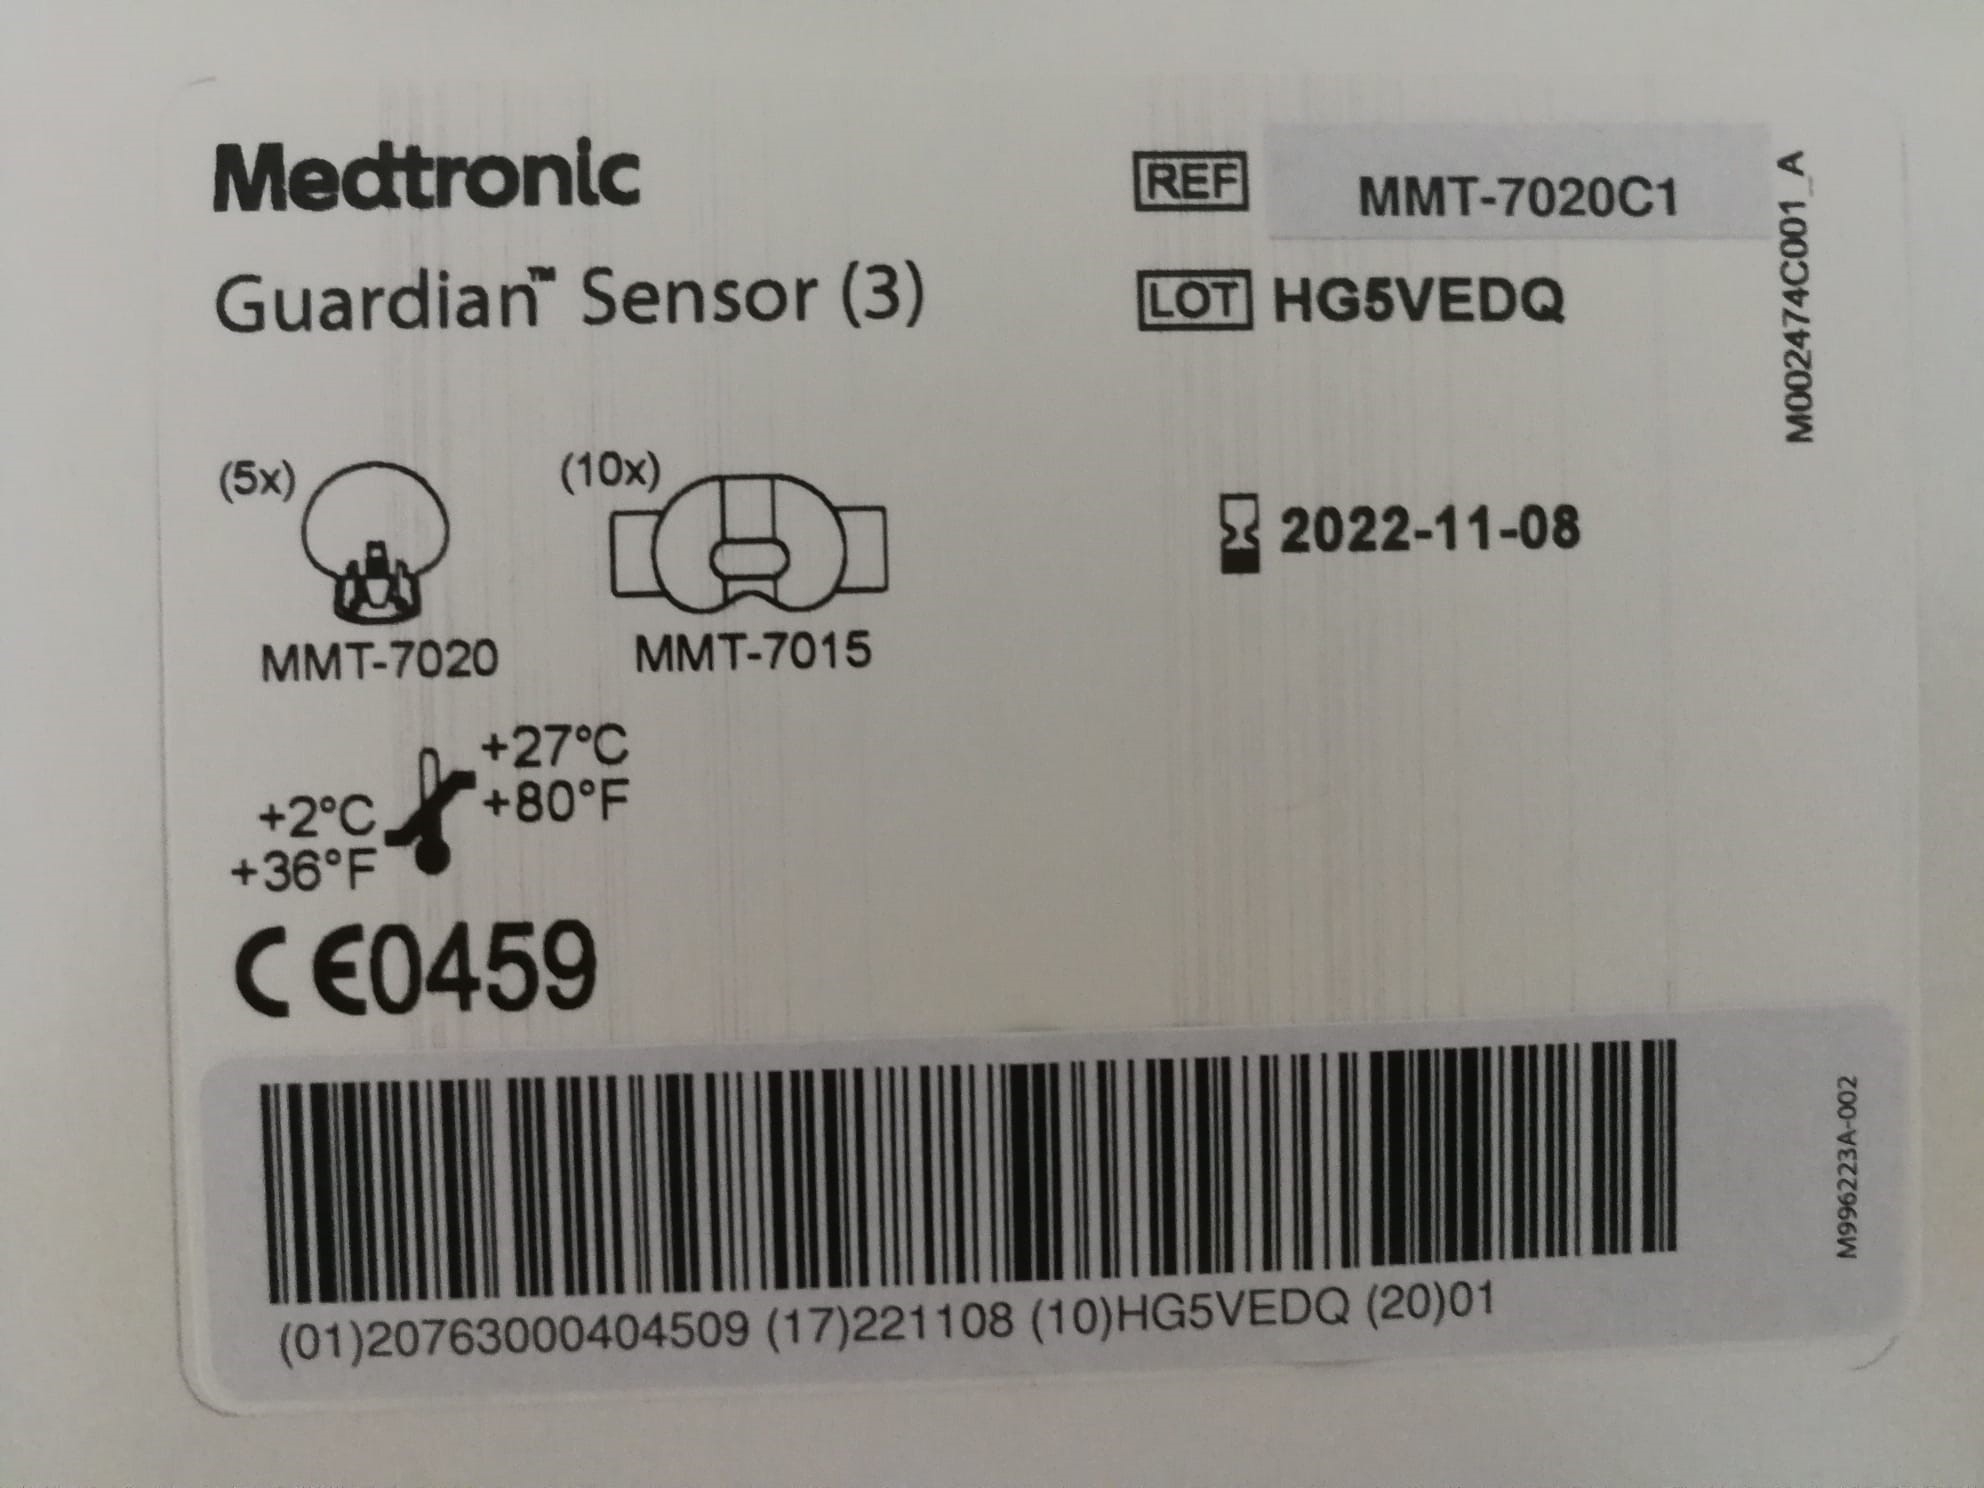 Medtronic
Guardian™ Sensor (3)
REF MMT-7020C1
LOT HG5VEDQ
M002474C001_A
(5x)
MMT-7020
(10x)
MMT-7015
2022-11-08
+27°C
+80°F
+2°C
+36°F
CE0459
(01)20763000404509 (17)221108 (10)HG5VEDQ (20)01
M996223A-002